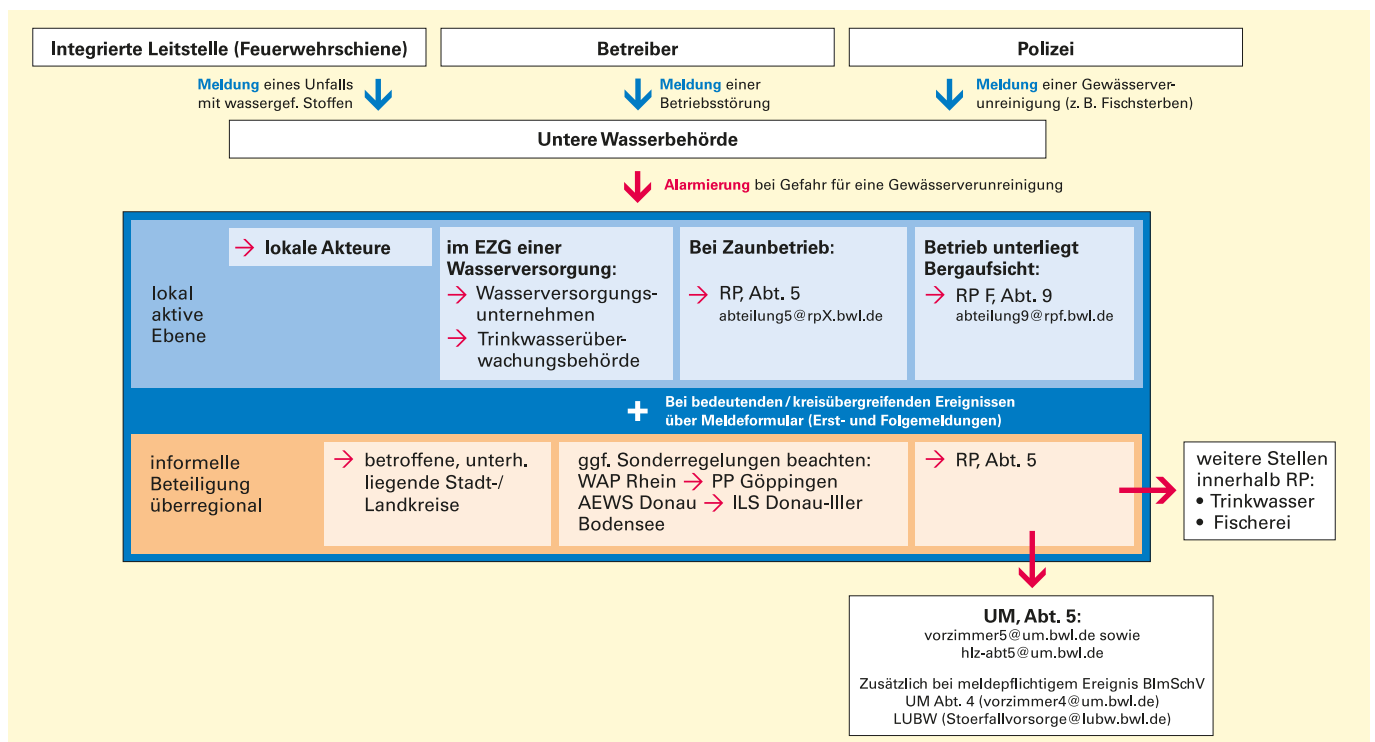 Integrierte Leitstelle (Feuerwehrschiene)
Betreiber
Polizei
Meldung eines Unfalls
mit wassergef. Stoffen
Meldung einer
Betriebsstörung
Meldung einer Gewässerver-
unreinigung (z. B. Fischsterben)
Untere Wasserbehörde
Alarmierung bei Gefahr für eine Gewässerverunreinigung
lokal
aktive
Ebene
→ lokale Akteure
im EZG einer
Wasserversorgung:
→ Wasserversorgungs-
unternehmen
→ Trinkwasserüber-
wachungsbehörde
Bei Zaunbetrieb:
→ RP, Abt. 5
abteilung5@rpX.bwl.de
Betrieb unterliegt
Bergaufsicht:
→ RP F, Abt. 9
abteilung9@rpf.bwl.de
+ Bei bedeutenden/kreisübergreifenden Ereignissen
über Meldeformular (Erst- und Folgemeldungen)
informelle
Beteiligung
überregional
→ betroffene, unterh.
liegende Stadt-/
Landkreise
ggf. Sonderregelungen beachten:
WAP Rhein → PP Göppingen
AEWS Donau → ILS Donau-Iller
Bodensee
→ RP, Abt. 5
weitere Stellen
innerhalb RP:
• Trinkwasser
• Fischerei
UM, Abt. 5:
vorzimmer5@um.bwl.de sowie
hlz-abt5@um.bwl.de
Zusätzlich bei meldepflichtigem Ereignis BImSchV
UM Abt. 4 (vorzimmer4@um.bwl.de)
LUBW (Stoerfallvorsorge@lubw.bwl.de)